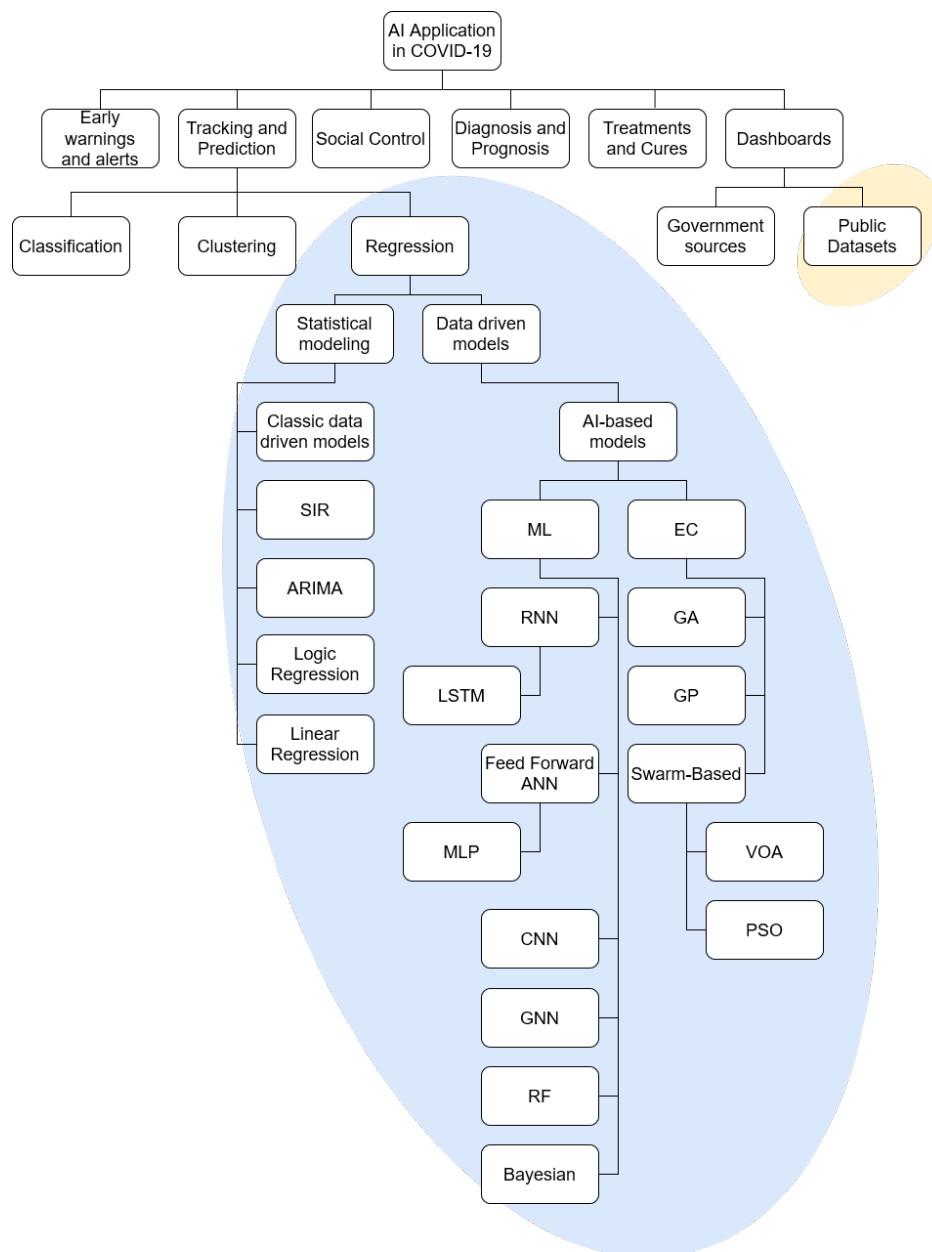 AI Application
in COVID-19
Early
warnings
and alerts
Tracking and
Prediction
Social Control
Diagnosis and
Prognosis
Treatments
and Cures
Dashboards
Classification
Clustering
Regression
Government
sources
Public
Datasets
Statistical
modeling
Data driven
models
Classic data
driven models
SIR
ARIMA
Logic
Regression
Linear
Regression
AI-based
models
ML
EC
RNN
LSTM
Feed Forward
ANN
MLP
CNN
GNN
RF
Bayesian
GA
GP
Swarm-Based
VOA
PSO